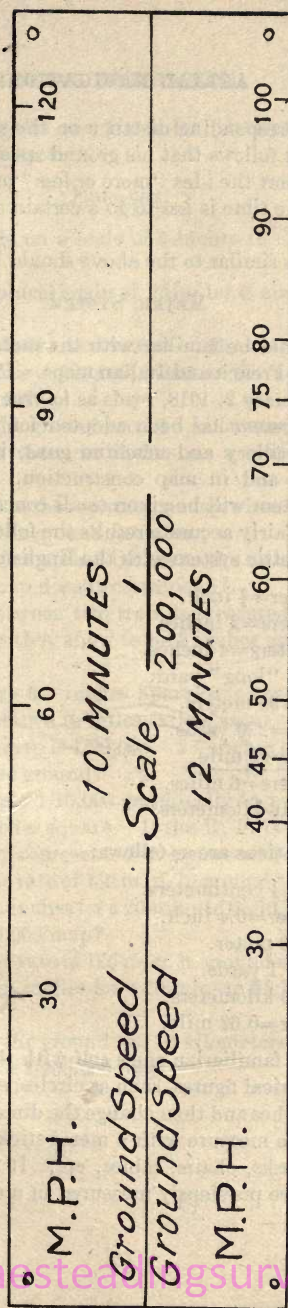 M.P.H. 30 60 90 120
Ground Speed 10 MINUTES
Scale 1
200,000
Ground Speed 12 MINUTES
M.P.H. 30 40 45 50 60 70 75 80 90 100